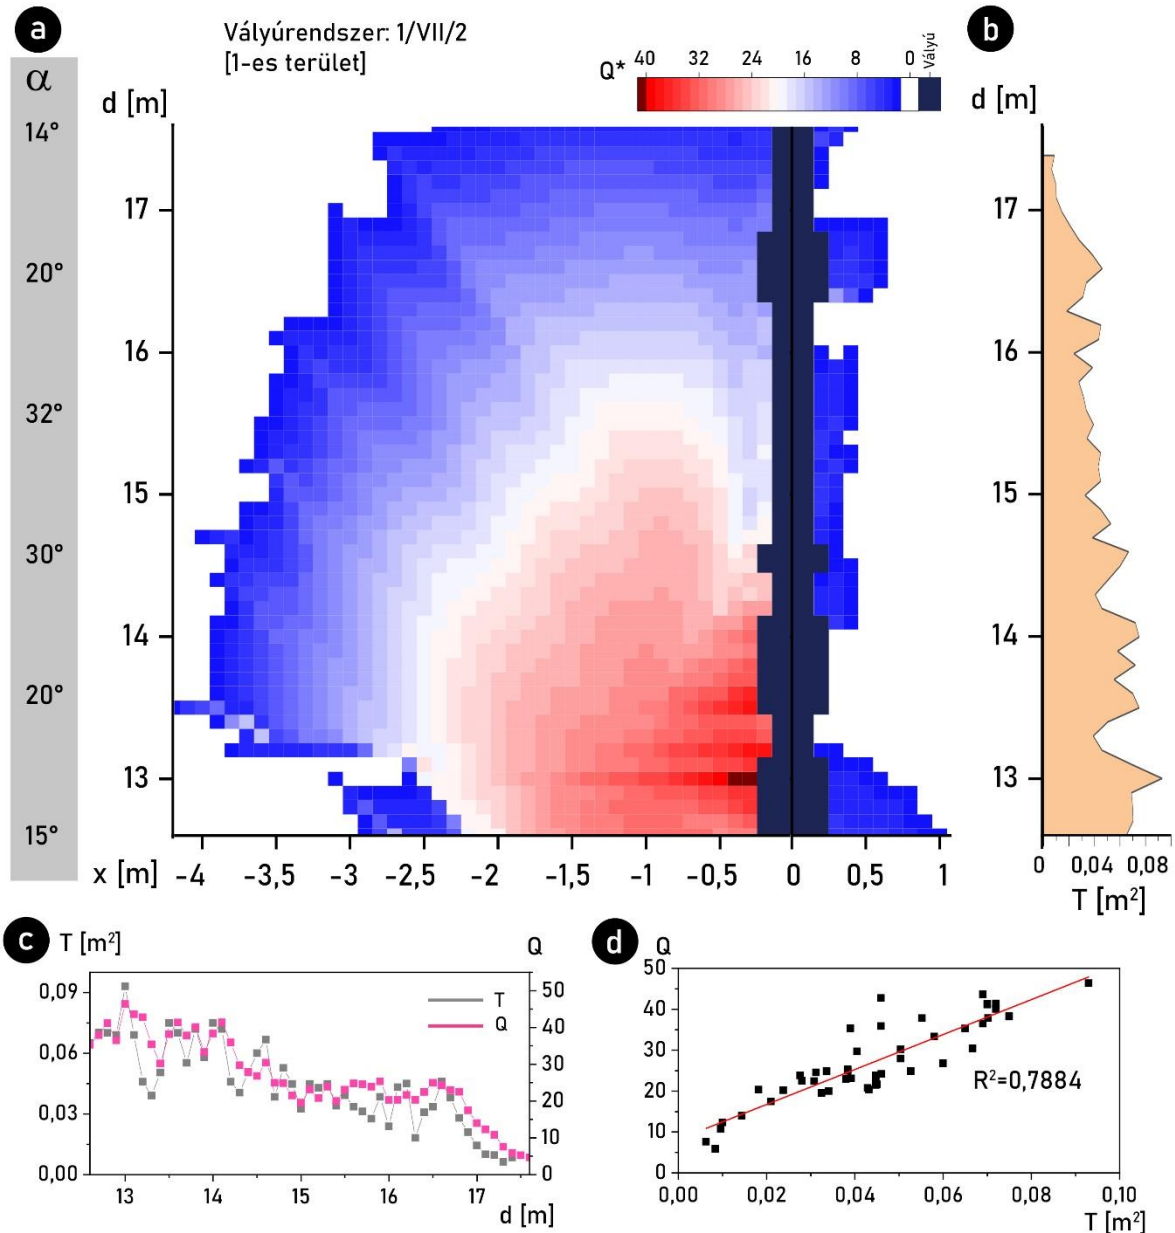 a
Vályúrendszer: 1/VII/2
[1-es terület]
b
α
Q* 40 32 24 16 8 0 Vályú
d [m]
d [m]
14°
17
17
20°
16
16
32°
15
15
30°
14
14
20°
13
13
15°
x [m] -4 -3,5 -3 -2,5 -2 -1,5 -1 -0,5 0 0,5 1
0 0,04 0,08
T [m²]
c T [m²] Q
0,09
0,06
0,03
0,00
50
40
30
20
10
0
T
Q
13 14 15 16 17
d [m]
d Q
50
40
30
20
10
0
R²=0,7884
0,00 0,02 0,04 0,06 0,08 0,10
T [m²]